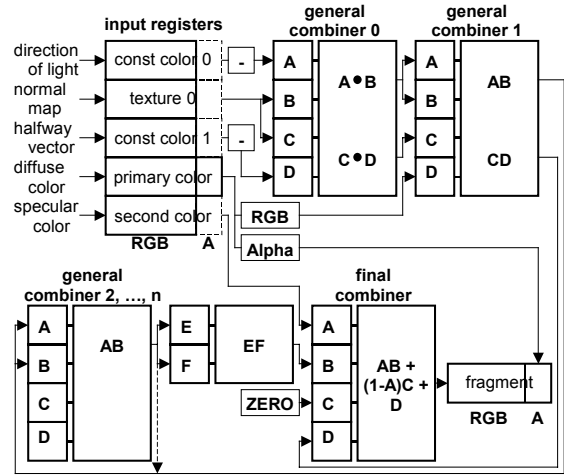 input registers
general
combiner 0
general
combiner 1
direction
of light
const color 0
-
A
A•B
A
AB
normal
map
texture 0
B
B
halfway
vector
const color 1
-
C
C•D
C
CD
diffuse
color
primary color
D
D
specular
color
second color
RGB
RGB
A
Alpha
general
combiner 2, …, n
final
combiner
A
AB
E
EF
A
AB +
(1-A)C +
D
B
F
B
fragment
C
ZERO
C
RGB
A
D
D